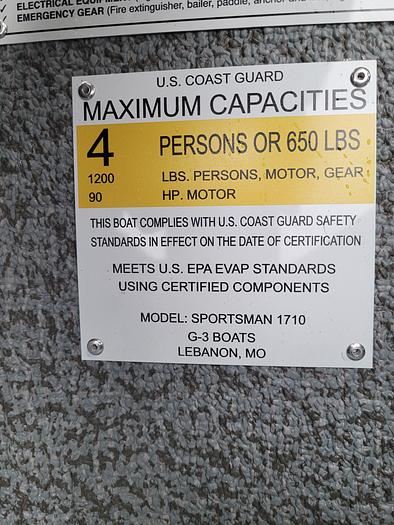 ELECTRICAL EQUIPMENT
EMERGENCY GEAR (Fire extinguisher, bailer, paddle, anchor and
U.S. COAST GUARD
MAXIMUM CAPACITIES
4 PERSONS OR 650 LBS
1200 LBS. PERSONS, MOTOR, GEAR
90 HP. MOTOR
THIS BOAT COMPLIES WITH U.S. COAST GUARD SAFETY
STANDARDS IN EFFECT ON THE DATE OF CERTIFICATION
MEETS U.S. EPA EVAP STANDARDS
USING CERTIFIED COMPONENTS
MODEL: SPORTSMAN 1710
G-3 BOATS
LEBANON, MO